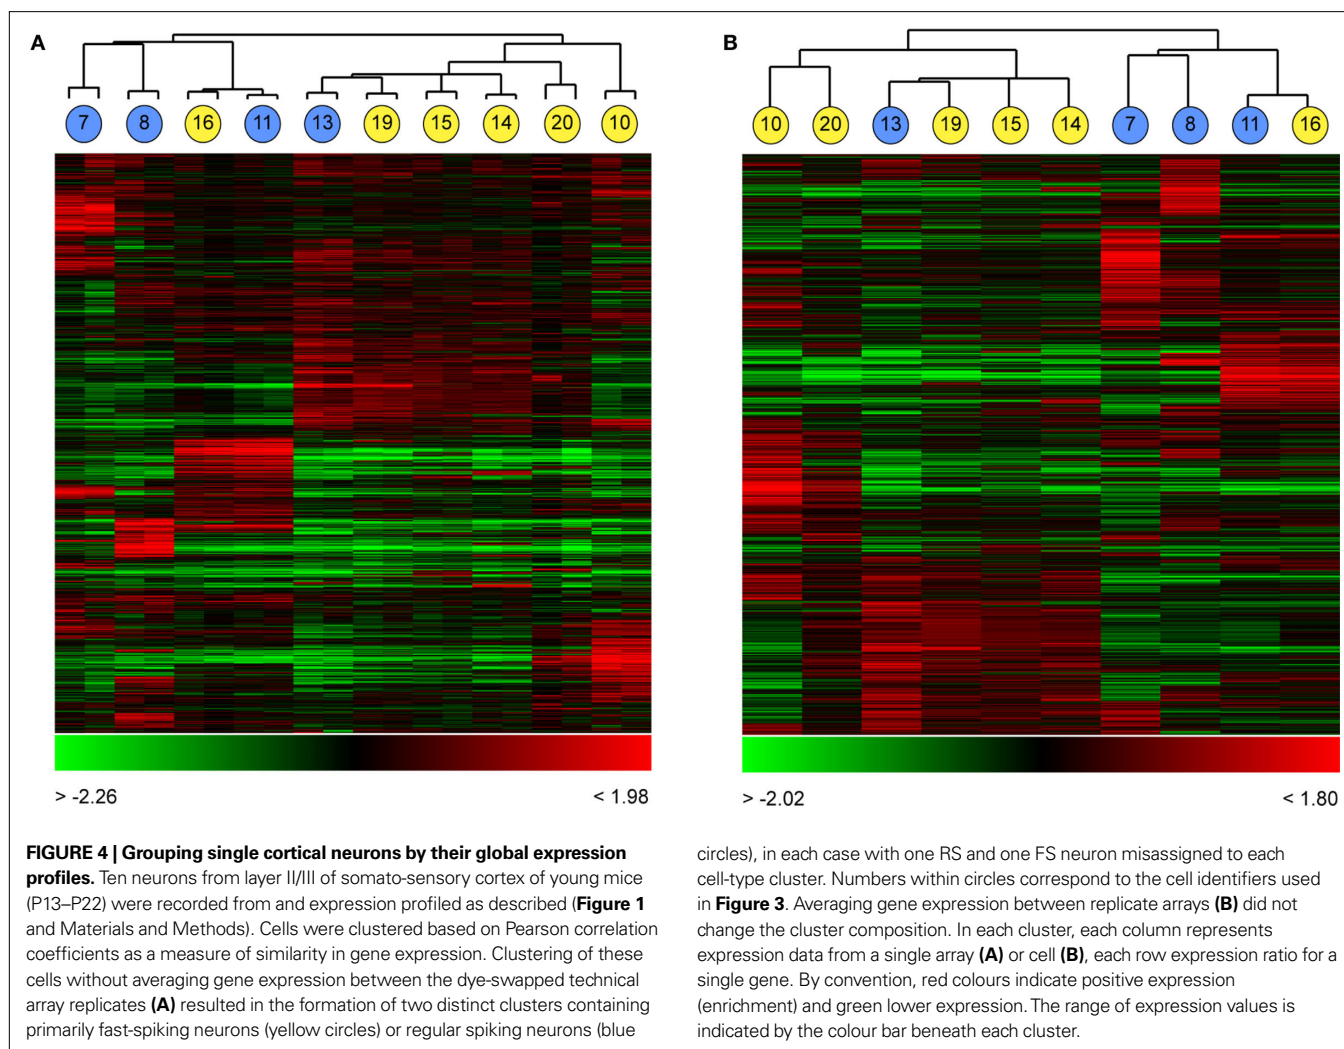 A
7 8 16 11 13 19 15 14 20 10
> -2.26 < 1.98
B
10 20 13 19 15 14 7 8 11 16
> -2.02 < 1.80
FIGURE 4 | Grouping single cortical neurons by their global expression
profiles. Ten neurons from layer II/III of somato-sensory cortex of young mice
(P13–P22) were recorded from and expression profiled as described (Figure 1
and Materials and Methods). Cells were clustered based on Pearson correlation
coefficients as a measure of similarity in gene expression. Clustering of these
cells without averaging gene expression between the dye-swapped technical
array replicates (A) resulted in the formation of two distinct clusters containing
primarily fast-spiking neurons (yellow circles) or regular spiking neurons (blue
circles), in each case with one RS and one FS neuron misassigned to each
cell-type cluster. Numbers within circles correspond to the cell identifiers used
in Figure 3. Averaging gene expression between replicate arrays (B) did not
change the cluster composition. In each cluster, each column represents
expression data from a single array (A) or cell (B), each row expression ratio for a
single gene. By convention, red colours indicate positive expression
(enrichment) and green lower expression. The range of expression values is
indicated by the colour bar beneath each cluster.